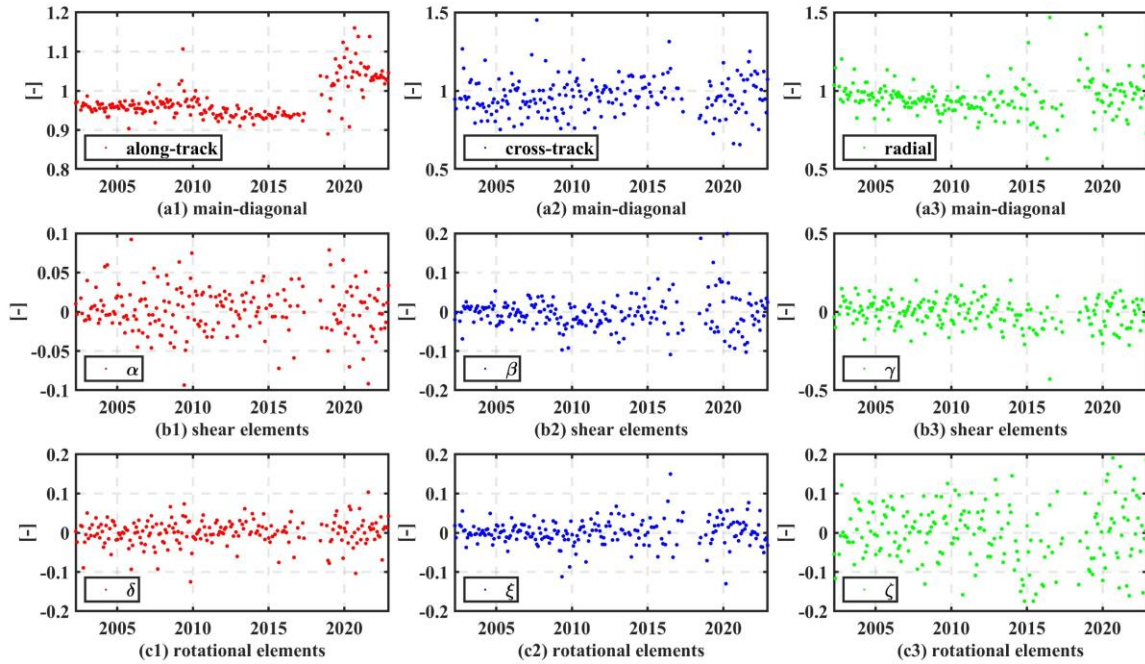 1.2
1.1
1
0.9
0.8
[-]
along-track
2005 2010 2015 2020
(a1) main-diagonal
1.5
1
0.5
[-]
cross-track
2005 2010 2015 2020
(a2) main-diagonal
1.5
1
0.5
[-]
radial
2005 2010 2015 2020
(a3) main-diagonal
0.1
0.05
0
-0.05
-0.1
[-]
α
2005 2010 2015 2020
(b1) shear elements
0.2
0.1
0
-0.1
-0.2
[-]
β
2005 2010 2015 2020
(b2) shear elements
0.5
0
-0.5
[-]
γ
2005 2010 2015 2020
(b3) shear elements
0.2
0.1
0
-0.1
-0.2
[-]
δ
2005 2010 2015 2020
(c1) rotational elements
0.2
0.1
0
-0.1
-0.2
[-]
ξ
2005 2010 2015 2020
(c2) rotational elements
0.2
0.1
0
-0.1
-0.2
[-]
ζ
2005 2010 2015 2020
(c3) rotational elements